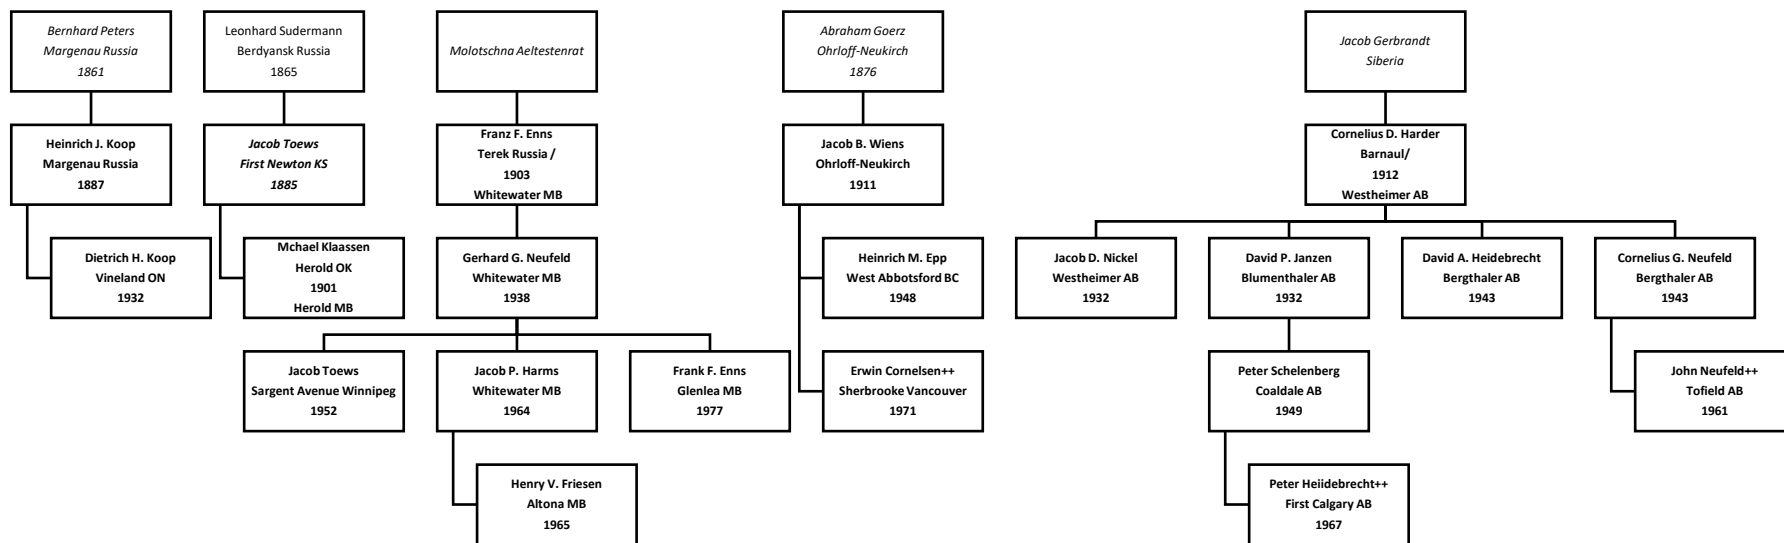 Bernhard Peters
Margenau Russia
1861
Leonhard Sudermann
Berdyansk Russia
1865
Molotschna Aeltestenrat
Abraham Goerz
Ohrloff-Neukirch
1876
Jacob Gerbrandt
Siberia
Heinrich J. Koop
Margenau Russia
1887
Jacob Toews
First Newton KS
1885
Franz F. Enns
Terek Russia /
1903
Whitewater MB
Jacob B. Wiens
Ohrloff-Neukirch
1911
Cornelius D. Harder
Barnaul/
1912
Westheimer AB
Dietrich H. Koop
Vineland ON
1932
Mchael Klaassen
Herold OK
1901
Herold MB
Gerhard G. Neufeld
Whitewater MB
1938
Heinrich M. Epp
West Abbotsford BC
1948
Jacob D. Nickel
Westheimer AB
1932
David P. Janzen
Blumenthaler AB
1932
David A. Heidebrecht
Bergthaler AB
1943
Cornelius G. Neufeld
Bergthaler AB
1943
Jacob Toews
Sargent Avenue Winnipeg
1952
Jacob P. Harms
Whitewater MB
1964
Frank F. Enns
Glenlea MB
1977
Erwin Cornelsen++
Sherbrooke Vancouver
1971
Peter Schelenberg
Coaldale AB
1949
John Neufeld++
Tofield AB
1961
Henry V. Friesen
Altona MB
1965
Peter Heiidebrecht++
First Calgary AB
1967